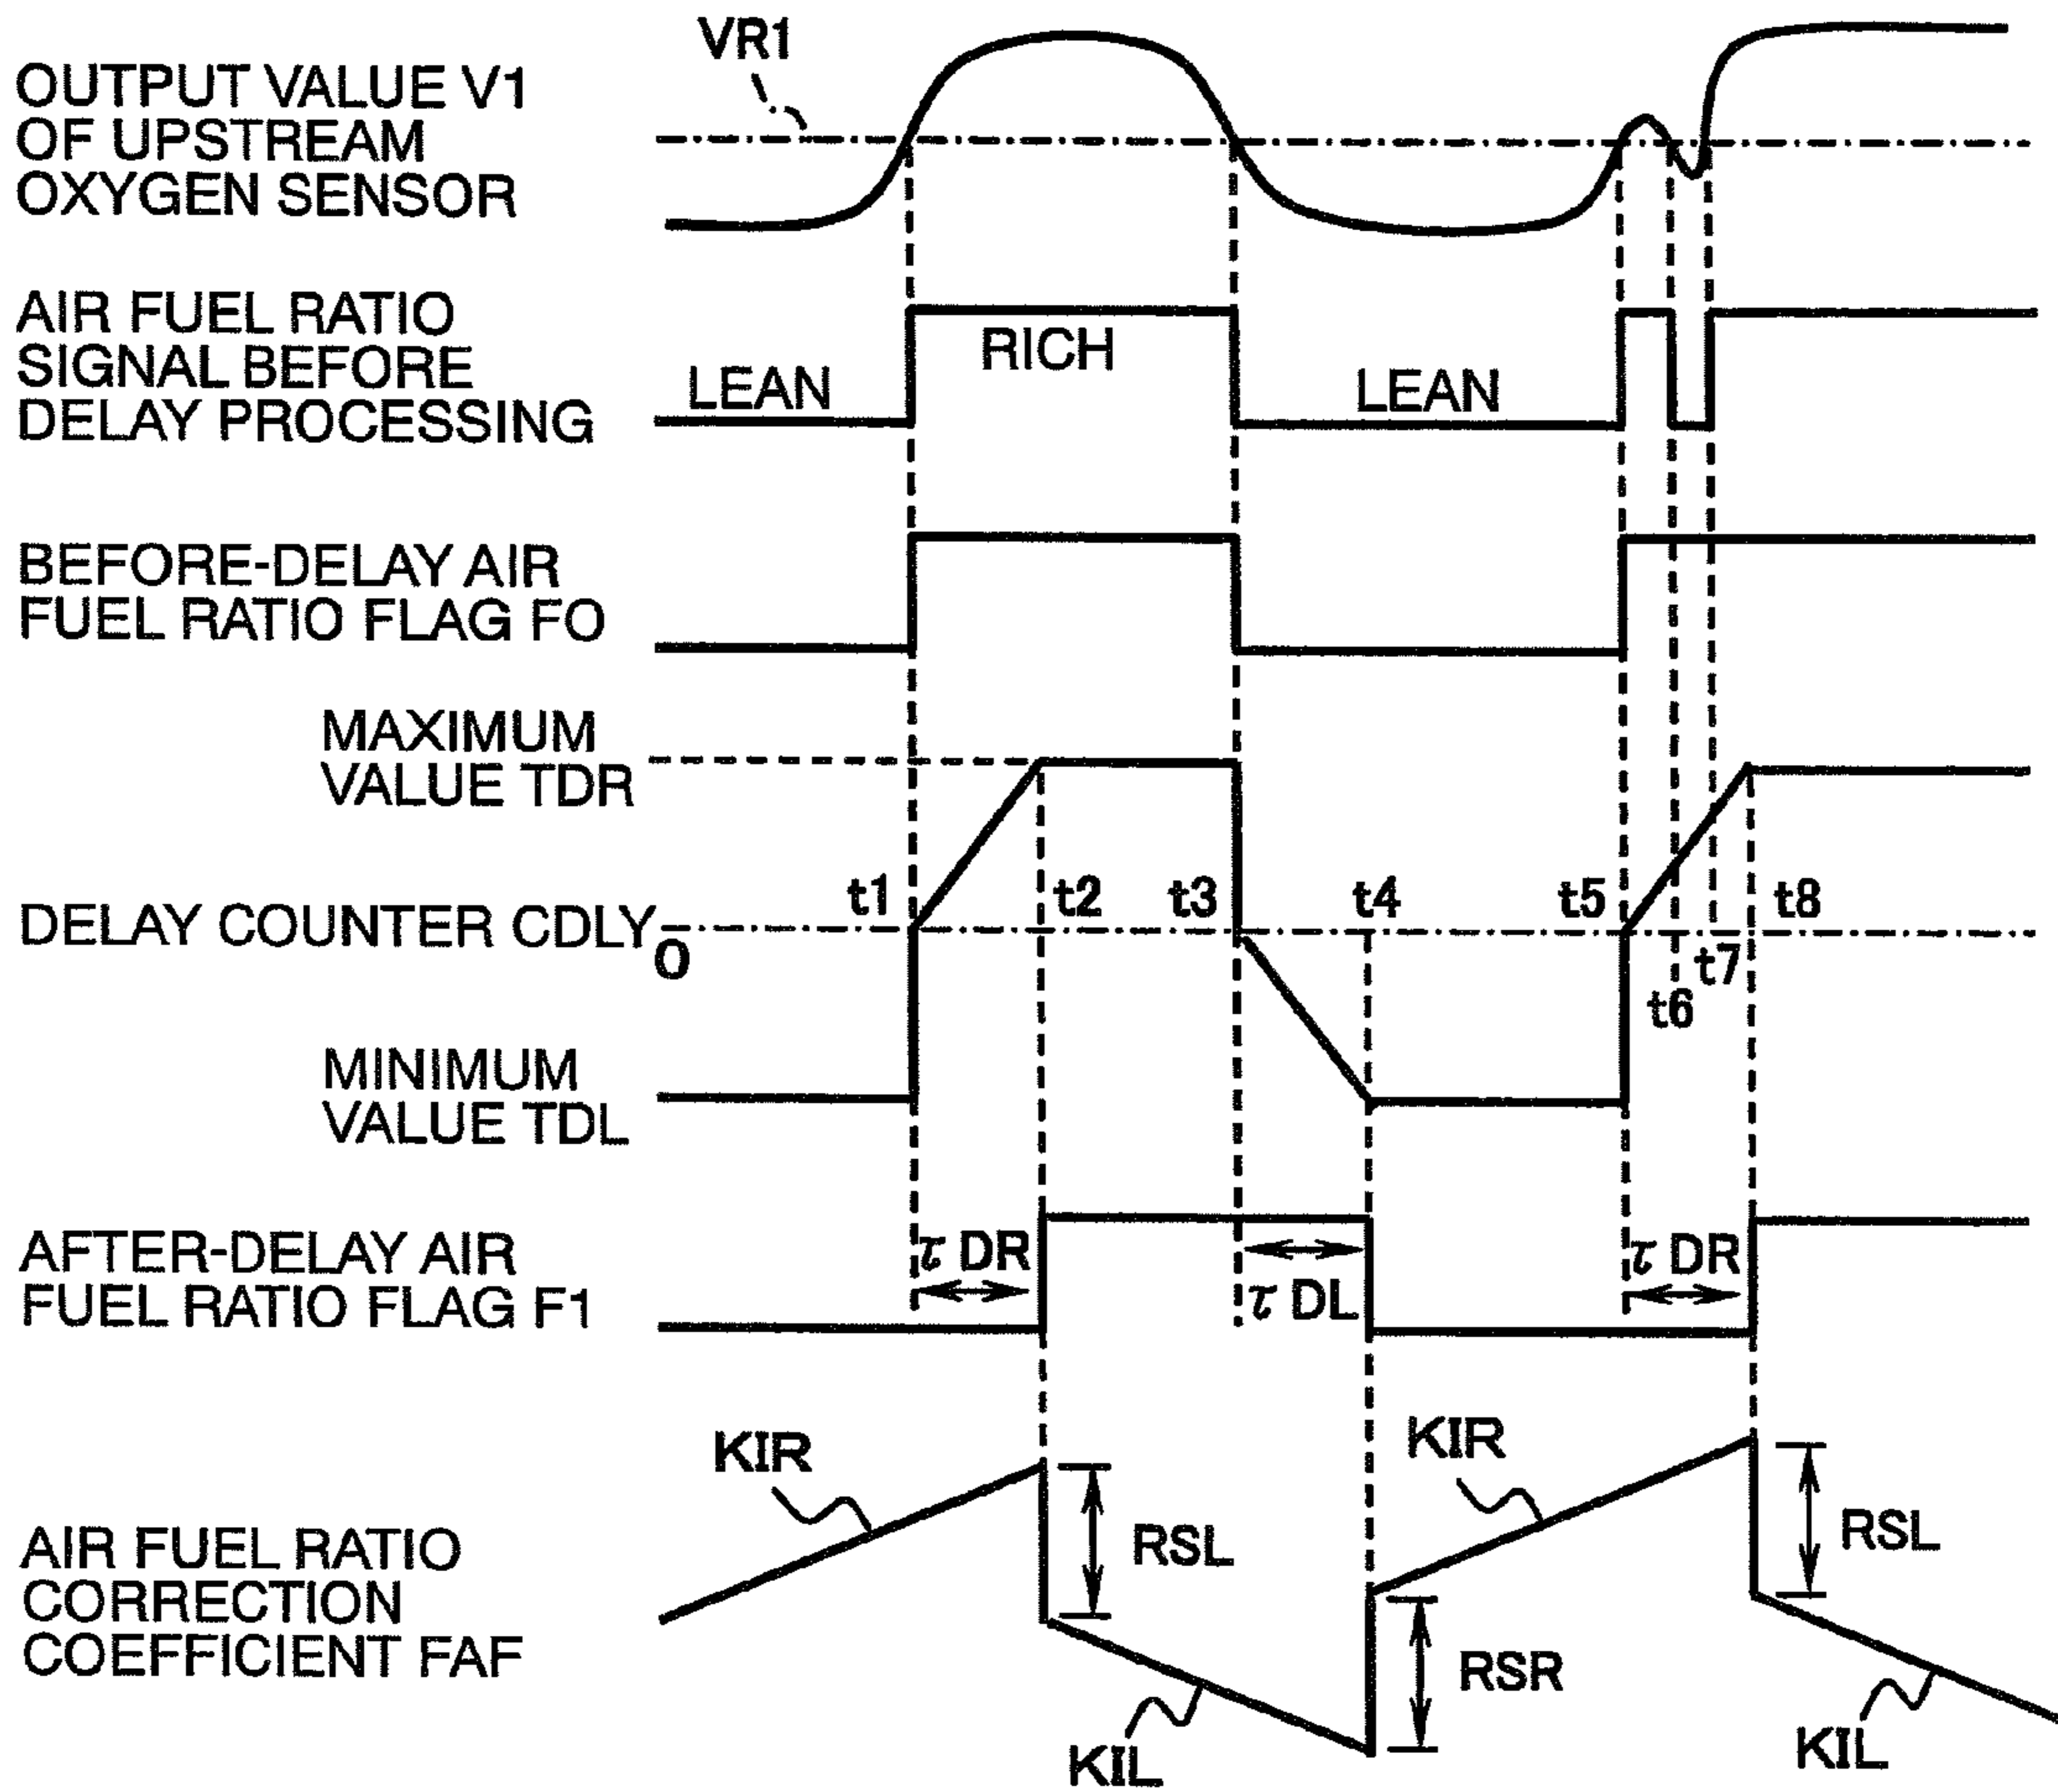 VR1
OUTPUT VALUE V1
OF UPSTREAM
OXYGEN SENSOR
AIR FUEL RATIO
SIGNAL BEFORE
DELAY PROCESSING
LEAN
RICH
LEAN
BEFORE-DELAY AIR
FUEL RATIO FLAG FO
MAXIMUM
VALUE TDR
t1
t2
t3
t4
t5
t8
DELAY COUNTER CDLY
0
t7
t6
MINIMUM
VALUE TDL
AFTER-DELAY AIR
FUEL RATIO FLAG F1
τ DR
τ DL
τ DR
KIR
KIR
RSL
RSL
AIR FUEL RATIO
CORRECTION
COEFFICIENT FAF
RSR
KIL
KIL